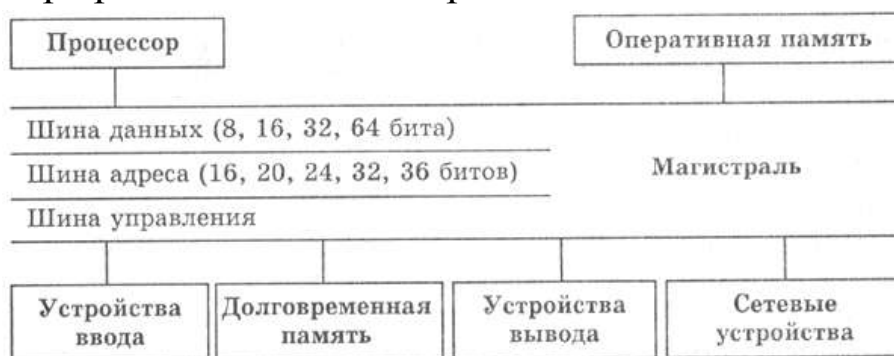 Процессор
Оперативная память
Шина данных (8, 16, 32, 64 бита)
Шина адреса (16, 20, 24, 32, 36 битов)
Магистраль
Шина управления
Устройства
ввода
Долговременная
память
Устройства
вывода
Сетевые
устройства